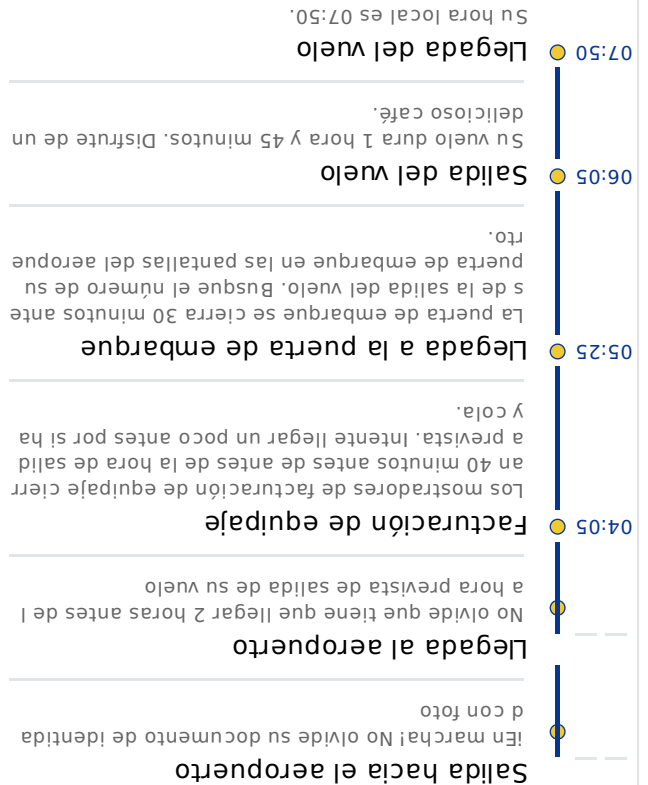 Salida hacia el aeropuerto
¡En marcha! No olvide su documento de identida
d con foto
Llegada al aeropuerto
No olvide que tiene que llegar 2 horas antes de l
a hora prevista de salida de su vuelo
04:05
Facturación de equipaje
Los mostradores de facturación de equipaje cierr
an 40 minutos antes de antes de la hora de salid
a prevista. Intente llegar un poco antes por si ha
y cola.
05:25
Llegada a la puerta de embarque
La puerta de embarque se cierra 30 minutos ante
s de la salida del vuelo. Busque el número de su
puerta de embarque en las pantallas del aeropue
rto.
06:05
Salida del vuelo
Su vuelo dura 1 hora y 45 minutos. Disfrute de un
delicioso café.
07:50
Llegada del vuelo
Su hora local es 07:50.